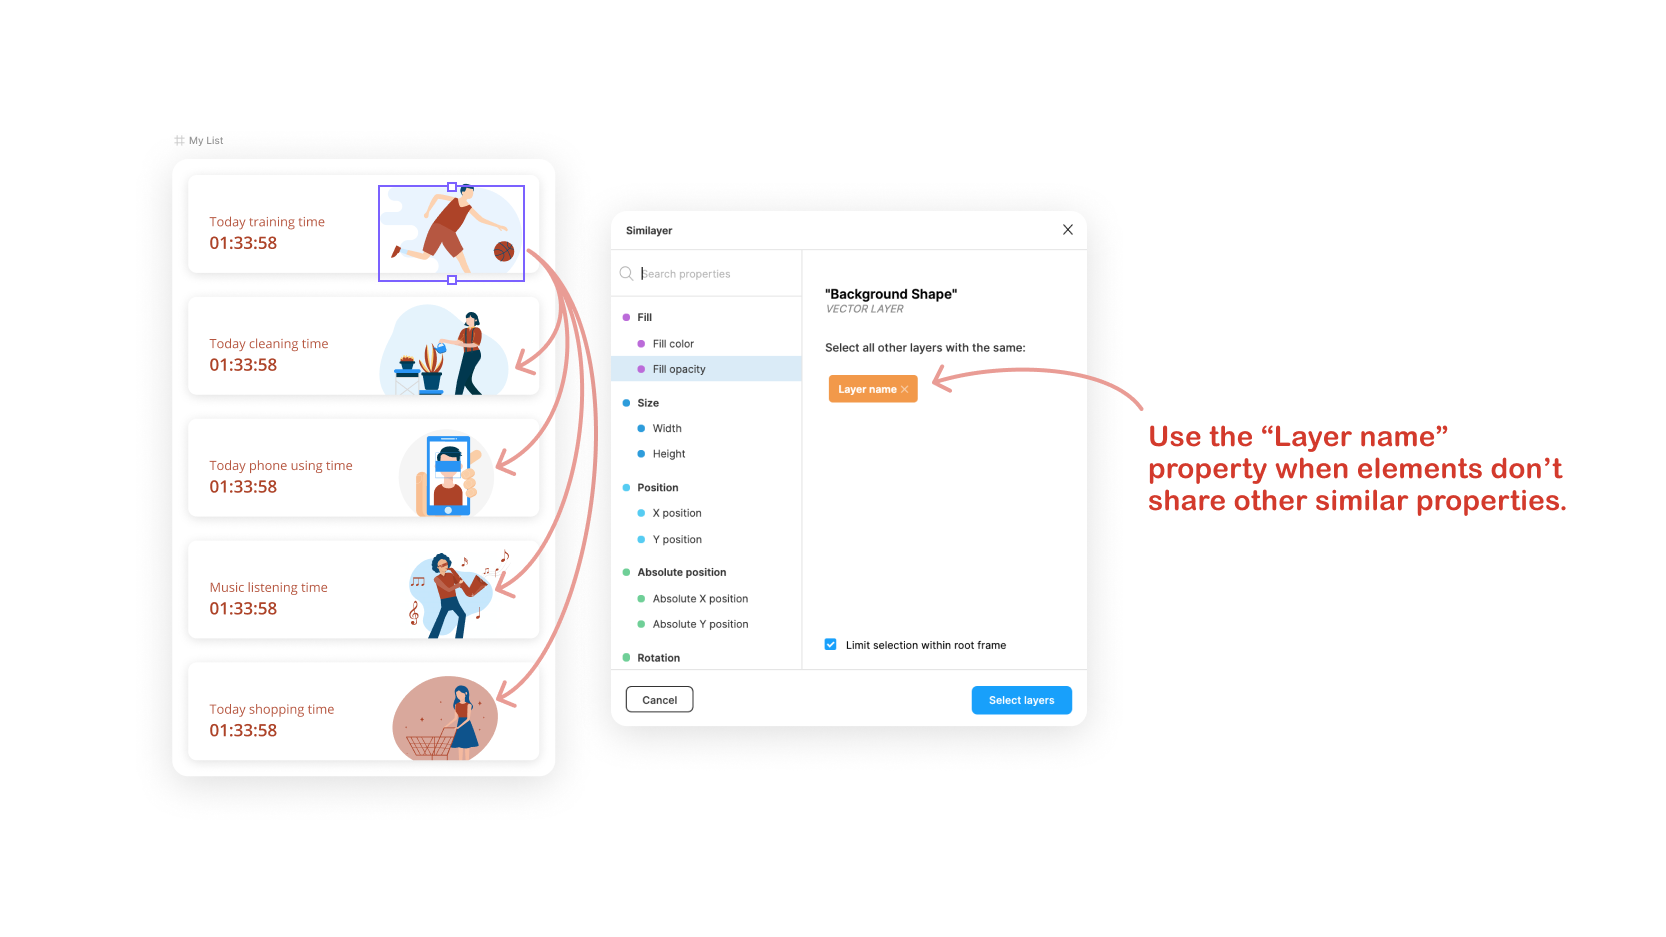 My List
Today training time
01:33:58
Today cleaning time
01:33:58
Today phone using time
01:33:58
Music listening time
01:33:58
Today shopping time
01:33:58
Similayer
Search properties
Fill
Fill color
Fill opacity
Size
Width
Height
Position
X position
Y position
Absolute position
Absolute X position
Absolute Y position
Rotation
"Background Shape"
VECTOR LAYER
Select all other layers with the same:
Layer name
Limit selection within root frame
Cancel
Select layers
Use the “Layer name”
property when elements don’t
share other similar properties.